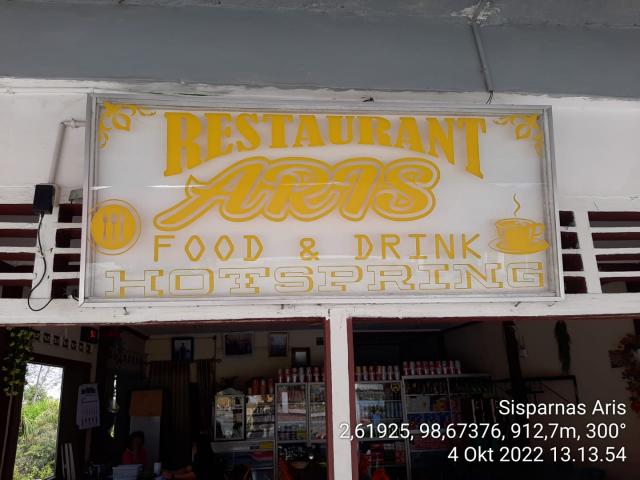 RESTAURANT
ARIS
FOOD & DRINK
HOTSPRING
Sisparnas Aris
2,61925, 98,67376, 912,7m, 300°
4 Okt 2022 13.13.54